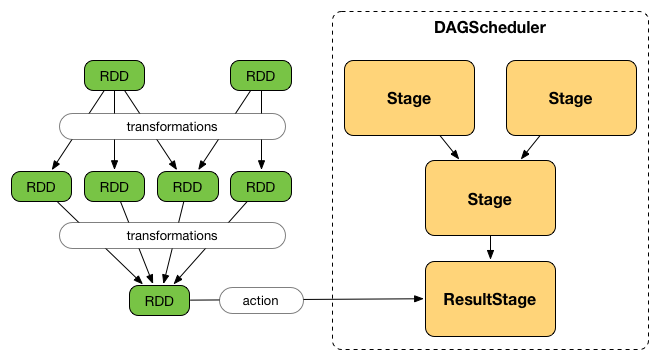 DAGScheduler
RDD
RDD
Stage
Stage
transformations
RDD
RDD
RDD
RDD
Stage
transformations
RDD
action
ResultStage